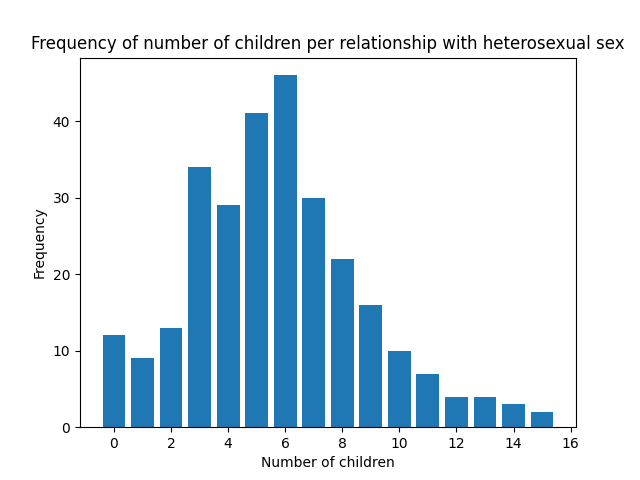 Frequency of number of children per relationship with heterosexual sex
40
30
20
10
0
Frequency
0 2 4 6 8 10 12 14 16
Number of children